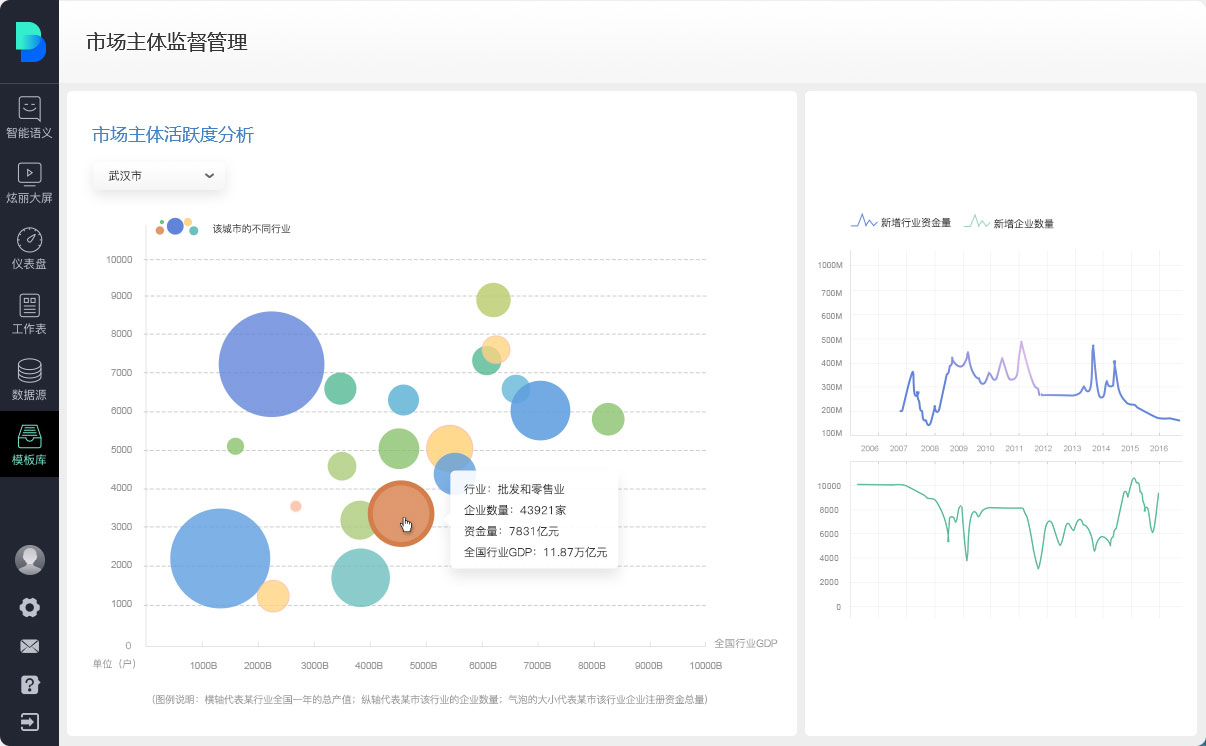 市场主体监督管理
智能语义
炫丽大屏
仪表盘
工作表
数据源
模板库
市场主体活跃度分析
武汉市
该城市的不同行业
10000
9000
8000
7000
6000
5000
4000
3000
2000
1000
0
单位（户）
1000B 2000B 3000B 4000B 5000B 6000B 7000B 8000B 9000B 10000B
全国行业GDP
行业：批发和零售业
企业数量：43921家
资金量：7831亿元
全国行业GDP：11.87万亿元
（图例说明：横轴代表某行业全国一年的总产值；纵轴代表某市该行业的企业数量；气泡的大小代表某市该行业企业注册资金总量）
新增行业资金量 新增企业数量
1000M
700M
600M
500M
400M
300M
200M
100M
2006 2007 2008 2009 2010 2011 2012 2013 2014 2015 2016
10000
8000
6000
4000
2000
0